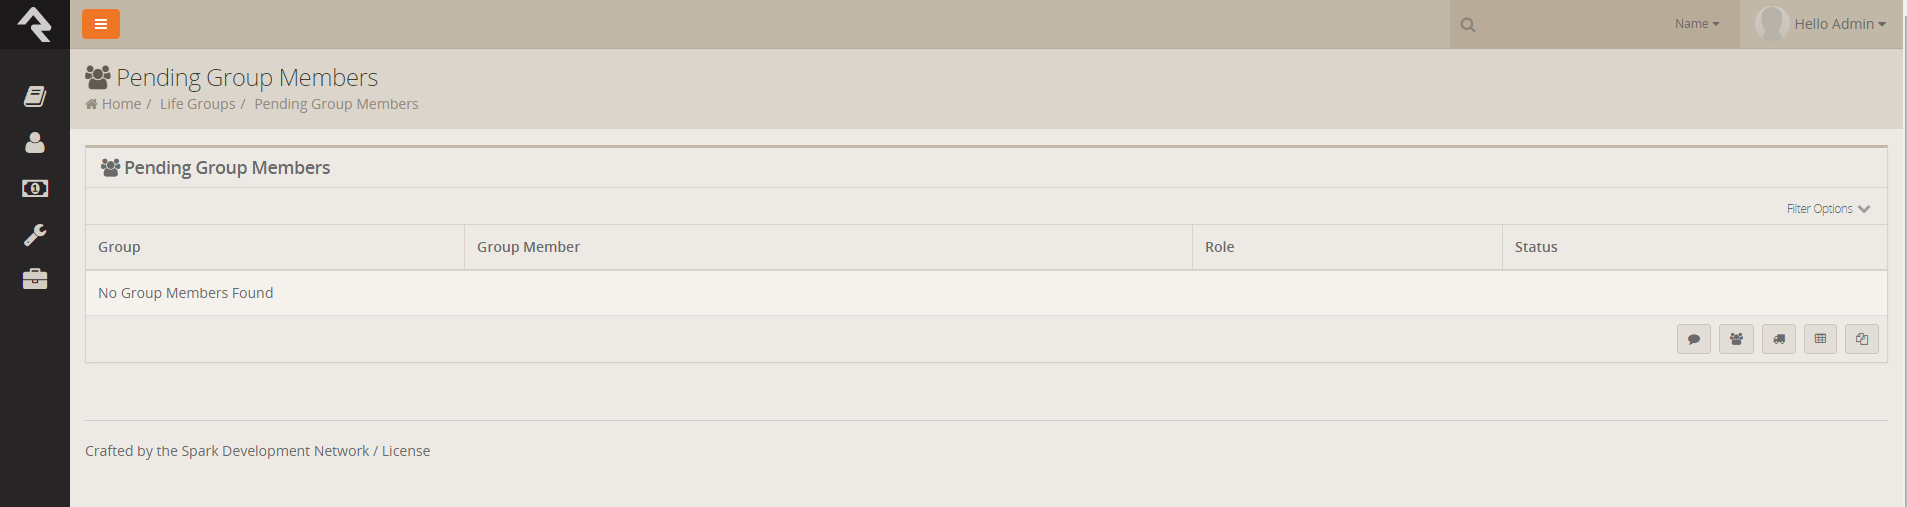 Name
Hello Admin
Pending Group Members
Home / Life Groups / Pending Group Members
Pending Group Members
Filter Options
Group Group Member Role Status
No Group Members Found
Crafted by the Spark Development Network / License